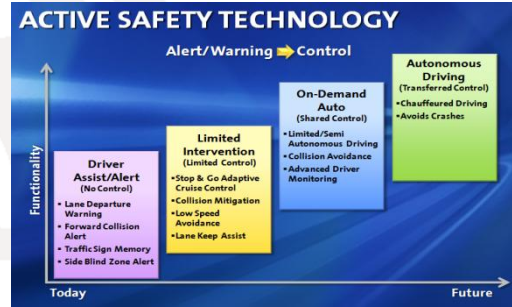 ACTIVE SAFETY TECHNOLOGY
Alert/Warning Control
Functionality
Driver
Assist/Alert
(No Control)
• Lane Departure
Warning
• Forward Collision
Alert
• Traffic Sign Memory
• Side Blind Zone Alert
Limited
Intervention
(Limited Control)
•Stop & Go Adaptive
Cruise Control
•Collision Mitigation
•Low Speed
Avoidance
•Lane Keep Assist
On-Demand
Auto
(Shared Control)
•Limited/Semi
Autonomous Driving
•Collision Avoidance
•Advanced Driver
Monitoring
Autonomous
Driving
(Transferred Control)
•Chauffeured Driving
•Avoids Crashes
Today
Future